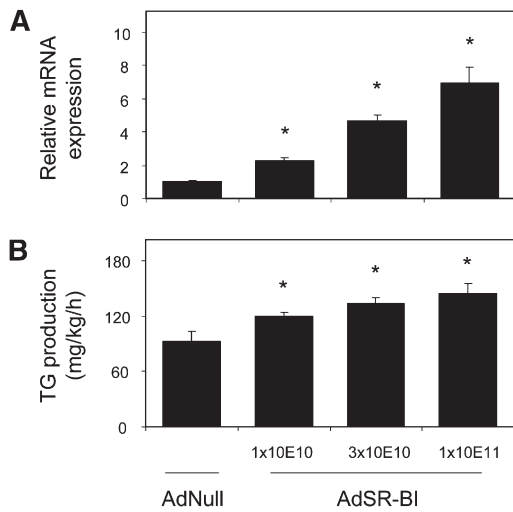 A
Relative mRNA
expression
10
8
6
4
2
0
*
*
*
B
TG production
(mg/kg/h)
180
120
60
0
*
*
*
1x10E10 3x10E10 1x10E11
AdNull AdSR-BI